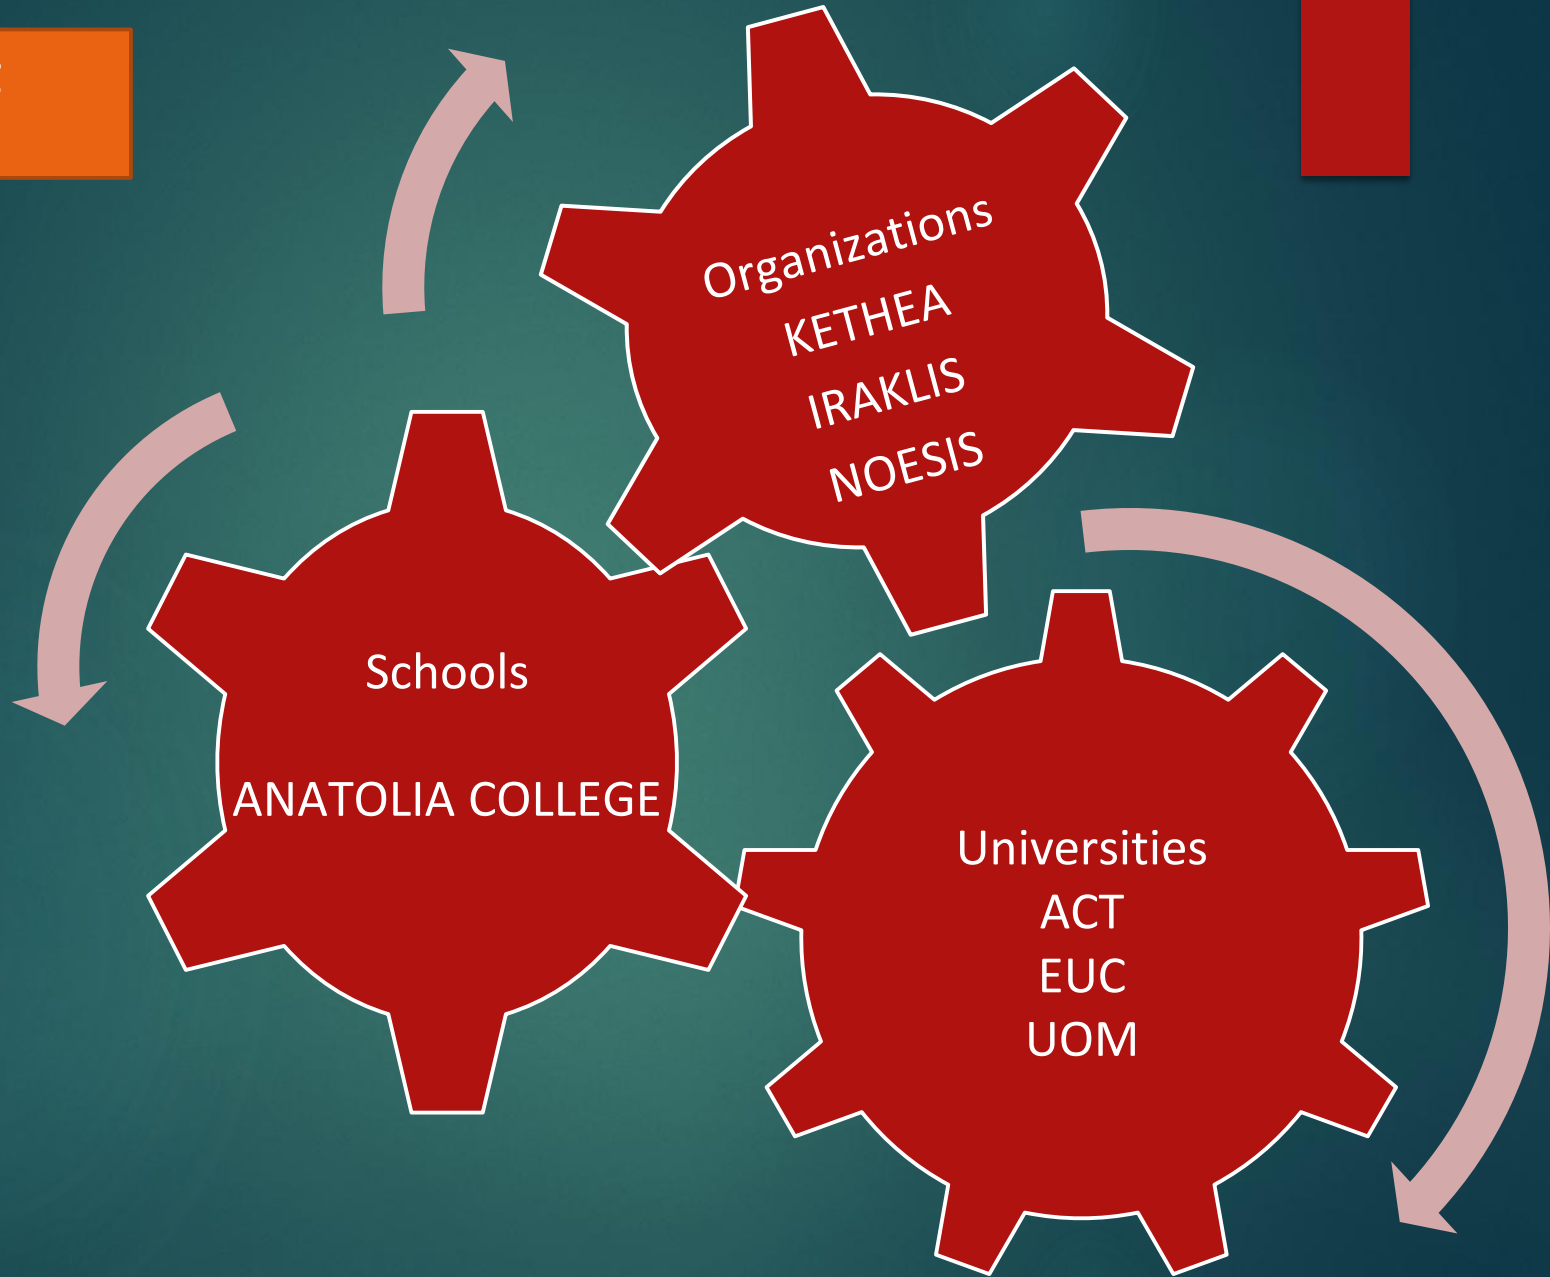 Organizations
KETHEA
IRAKLIS
NOESIS
Schools
ANATOLIA COLLEGE
Universities
ACT
EUC
UOM